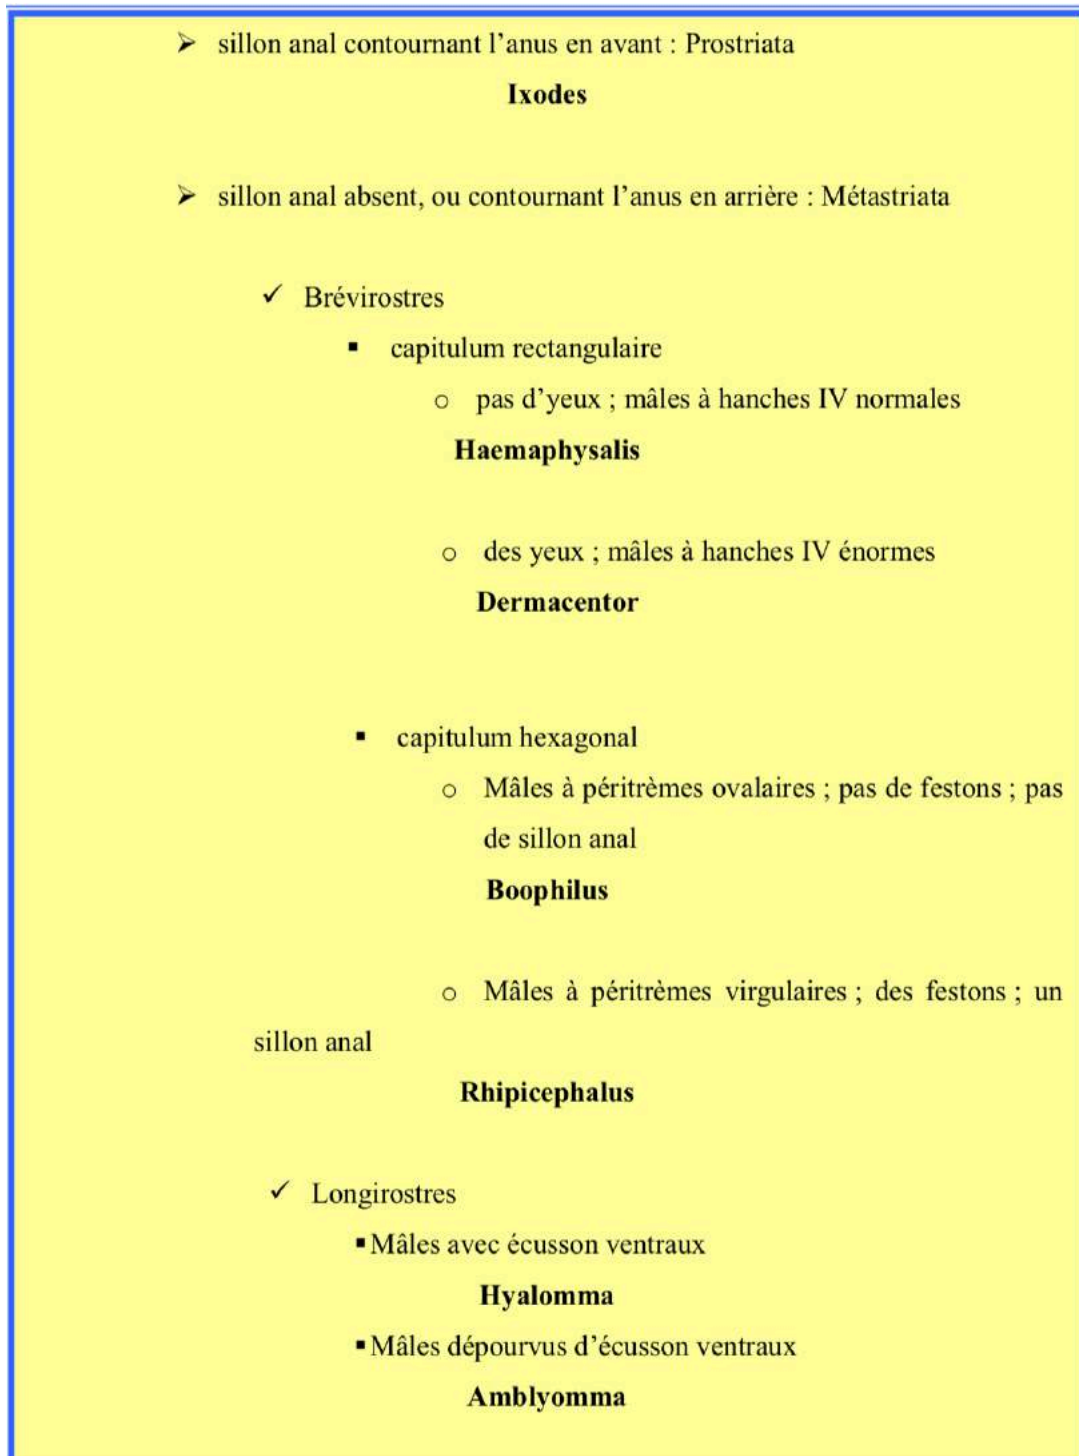 ➢ sillon anal contournant l’anus en avant : Prostriata
Ixodes
➢ sillon anal absent, ou contournant l’anus en arrière : Métastriata
✓ Brévirostres
▪ capitulum rectangulaire
o pas d’yeux ; mâles à hanches IV normales
Haemaphysalis
o des yeux ; mâles à hanches IV énormes
Dermacentor
▪ capitulum hexagonal
o Mâles à péritrèmes ovalaires ; pas de festons ; pas
de sillon anal
Boophilus
o Mâles à péritrèmes virgulaires ; des festons ; un
sillon anal
Rhipicephalus
✓ Longirostres
▪ Mâles avec écusson ventraux
Hyalomma
▪ Mâles dépourvus d’écusson ventraux
Amblyomma